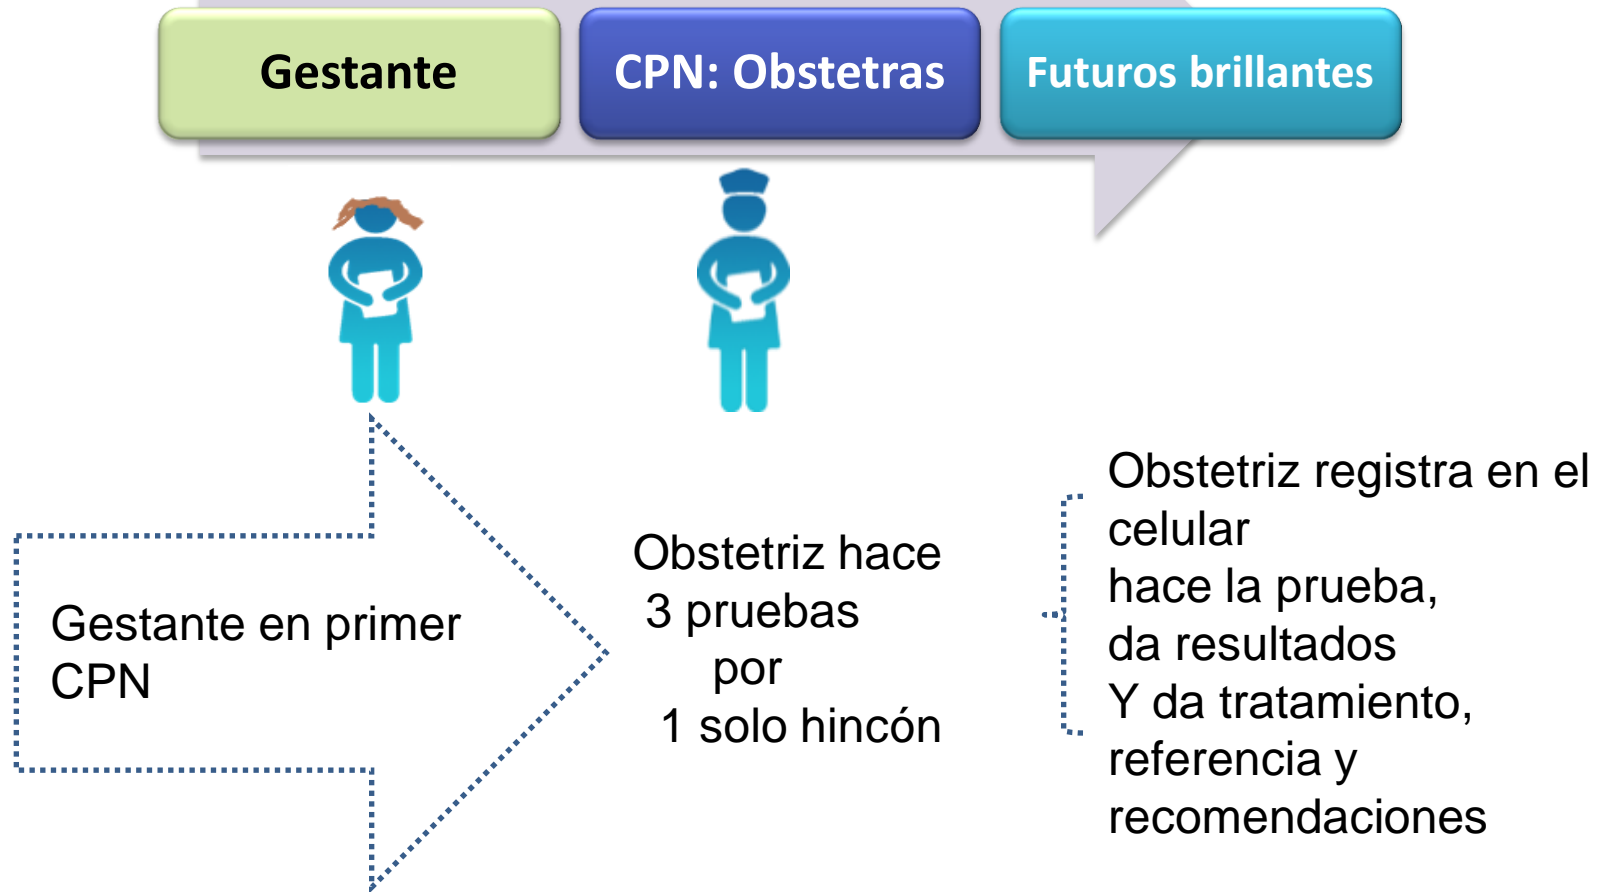 Gestante
CPN: Obstetras
Futuros brillantes
Gestante en primer
CPN
Obstetriz hace
3 pruebas
por
1 solo hincón
Obstetriz registra en el
celular
hace la prueba,
da resultados
Y da tratamiento,
referencia y
recomendaciones